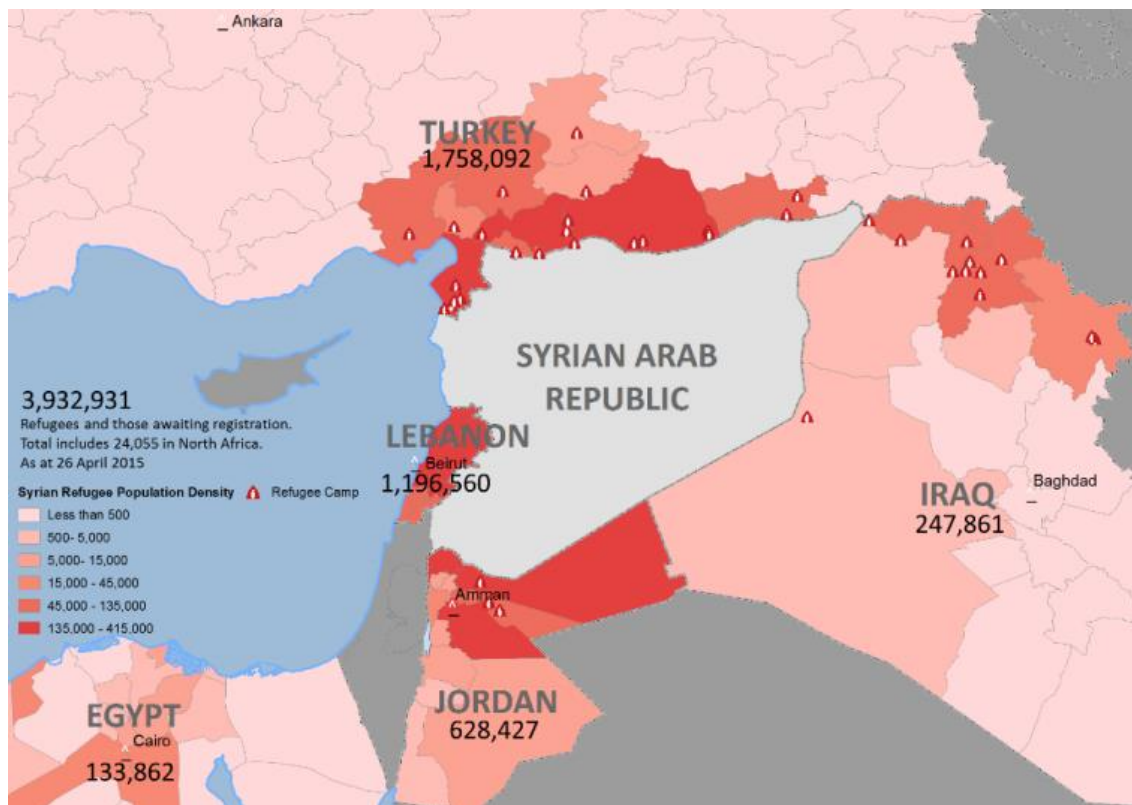 Ankara
TURKEY
1,758,092
SYRIAN ARAB
REPUBLIC
3,932,931
Refugees and those awaiting registration.
Total includes 24,055 in North Africa.
As at 26 April 2015
LEBANON
Beirut
1,196,560
Syrian Refugee Population Density
Refugee Camp
Less than 500
500- 5,000
5,000- 15,000
15,000 - 45,000
45,000 - 135,000
135,000 - 415,000
Baghdad
IRAQ
247,861
Amman
JORDAN
628,427
EGYPT
Cairo
133,862